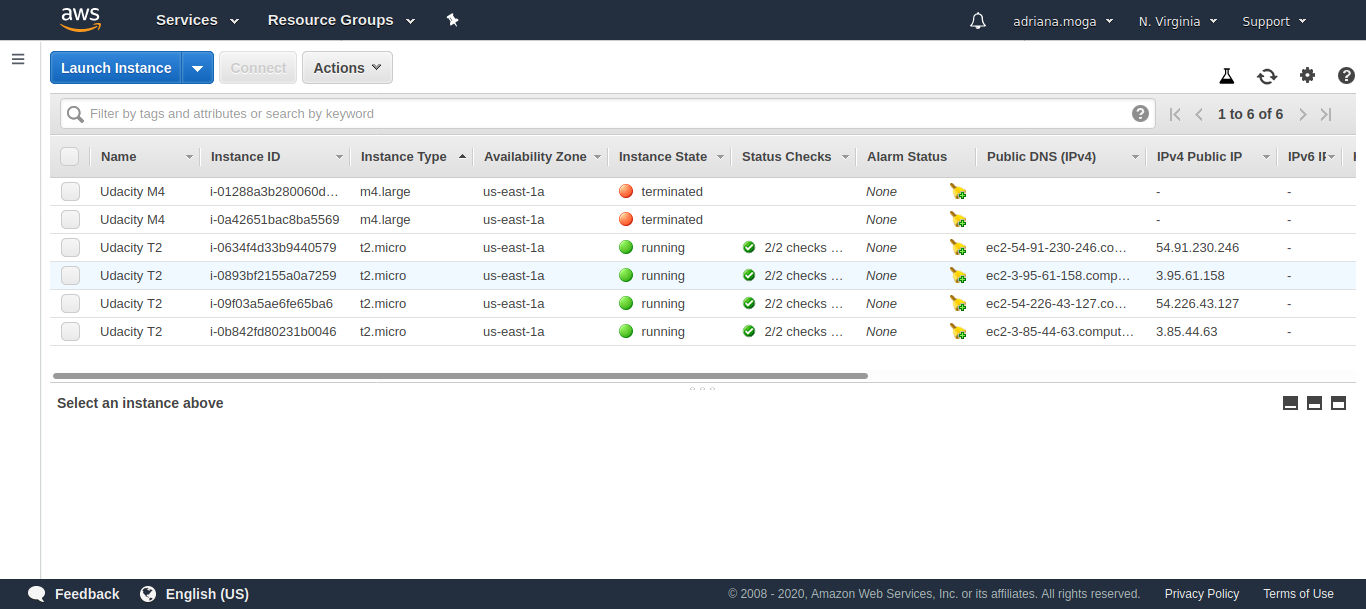 aws Services Resource Groups adriana.moga N. Virginia Support
Launch Instance Connect Actions
Filter by tags and attributes or search by keyword 1 to 6 of 6
Name Instance ID Instance Type Availability Zone Instance State Status Checks Alarm Status Public DNS (IPv4) IPv4 Public IP IPv6
Udacity M4 i-01288a3b280060d… m4.large us-east-1a terminated None - -
Udacity M4 i-0a42651bac8ba5569 m4.large us-east-1a terminated None - -
Udacity T2 i-0634f4d33b9440579 t2.micro us-east-1a running 2/2 checks … None ec2-54-91-230-246.co… 54.91.230.246 -
Udacity T2 i-0893bf2155a0a7259 t2.micro us-east-1a running 2/2 checks … None ec2-3-95-61-158.comp… 3.95.61.158 -
Udacity T2 i-09f03a5ae6fe65ba6 t2.micro us-east-1a running 2/2 checks … None ec2-54-226-43-127.co… 54.226.43.127 -
Udacity T2 i-0b842fd80231b0046 t2.micro us-east-1a running 2/2 checks … None ec2-3-85-44-63.comput… 3.85.44.63 -
Select an instance above
Feedback English (US) © 2008 - 2020, Amazon Web Services, Inc. or its affiliates. All rights reserved. Privacy Policy Terms of Use